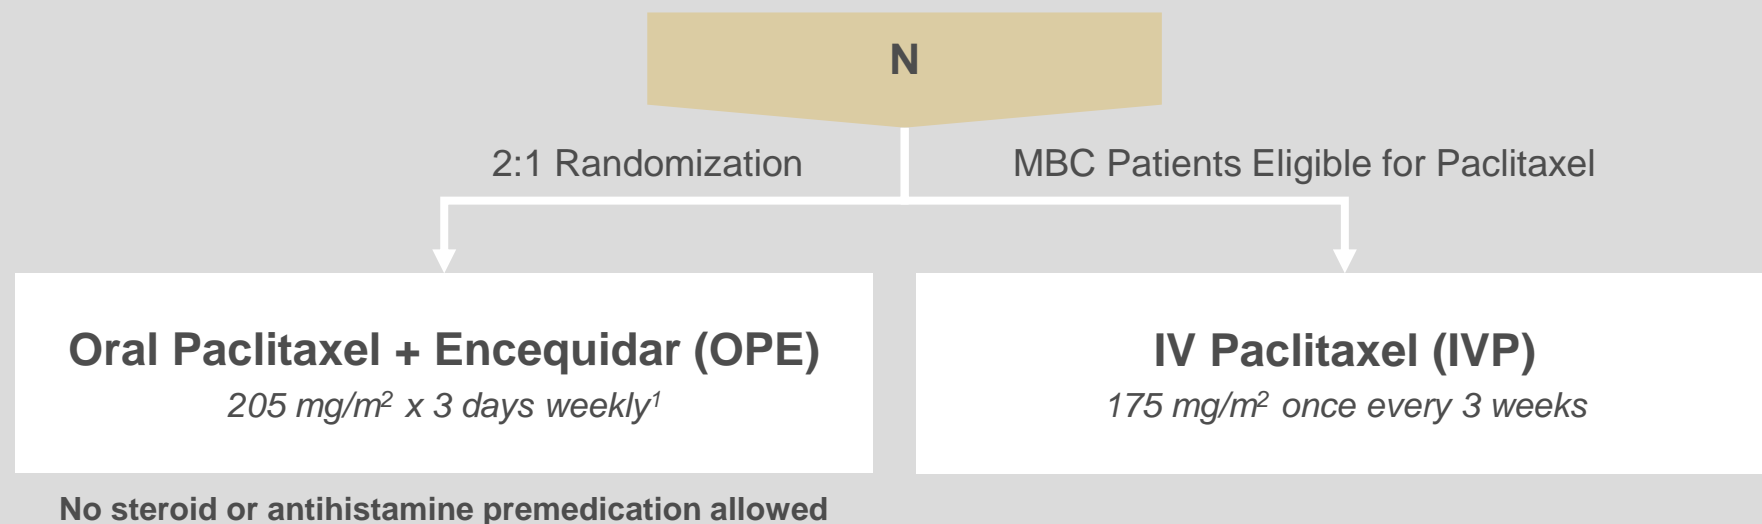 N
2:1 Randomization
MBC Patients Eligible for Paclitaxel
Oral Paclitaxel + Encequidar (OPE)
205 mg/m² x 3 days weekly¹
No steroid or antihistamine premedication allowed
IV Paclitaxel (IVP)
175 mg/m² once every 3 weeks